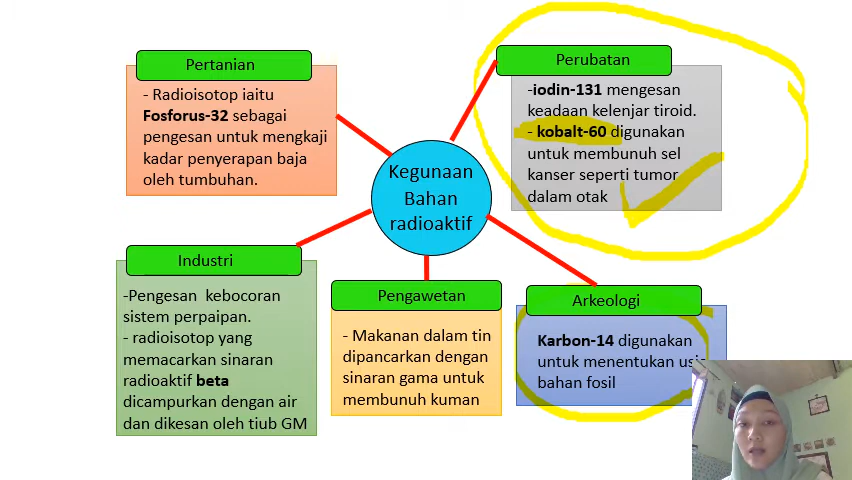 Pertanian
- Radioisotop iaitu
Fosforus-32 sebagai
pengesan untuk mengkaji
kadar penyerapan baja
oleh tumbuhan.
Perubatan
-iodin-131 mengesan
keadaan kelenjar tiroid.
- kobalt-60 digunakan
untuk membunuh sel
kanser seperti tumor
dalam otak
Kegunaan
Bahan
radioaktif
Industri
-Pengesan kebocoran
sistem perpaipan.
- radioisotop yang
memacarkan sinaran
radioaktif beta
dicampurkan dengan air
dan dikesan oleh tiub GM
Pengawetan
- Makanan dalam tin
dipancarkan dengan
sinaran gama untuk
membunuh kuman
Arkeologi
Karbon-14 digunakan
untuk menentukan usia
bahan fosil